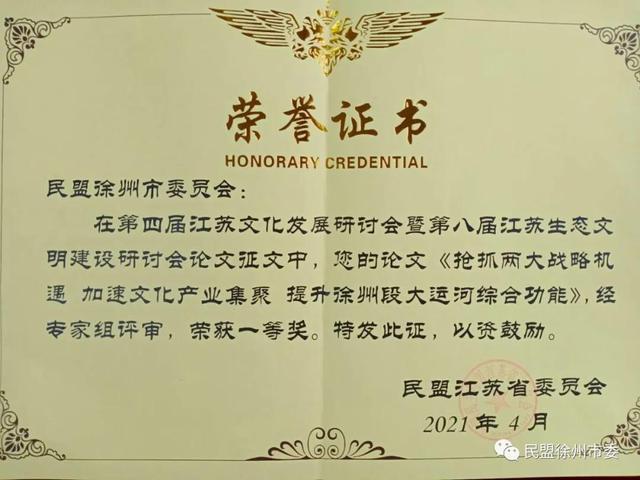 荣誉证书
HONORARY CREDENTIAL
民盟徐州市委员会：
在第四届江苏文化发展研讨会暨第八届江苏生态文
明建设研讨会论文征文中，您的论文《抢抓两大战略机
遇 加速文化产业集聚 提升徐州段大运河综合功能》，经
专家组评审，荣获一等奖。特发此证，以资鼓励。
民盟江苏省委员会
2021年4月
民盟徐州市委